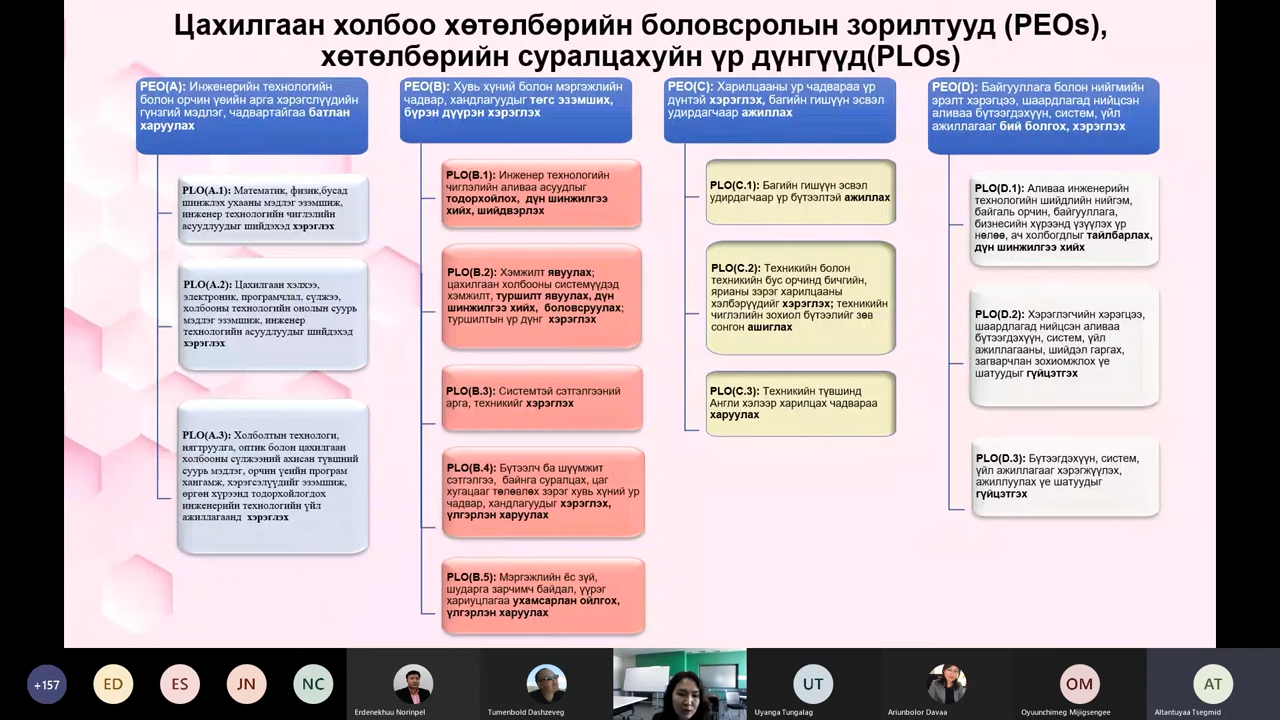 Цахилгаан холбоо хөтөлбөрийн боловсролын зорилтууд (PEOs),
хөтөлбөрийн суралцахуйн үр дүнгүүд(PLOs)
PEO(A): Инженерийн технологийн
болон орчин үеийн арга хэрэгслүүдийн
гүнзгий мэдлэг, чадвартайгаа батлан
харуулах
PLO(A.1): Математик, физик,бусад
шинжлэх ухааны мэдлэг эзэмшиж,
инженер технологийн чиглэлийн
асуудлуудыг шийдэхэд хэрэглэх
PLO(A.2): Цахилгаан хэлхээ,
электроник, програмчлал, сүлжээ,
холбооны технологийн онолын суурь
мэдлэг эзэмшиж, инженер
технологийн асуудлуудыг шийдэхэд
хэрэглэх
PLO(A.3): Холболтын технологи,
нягтруулга, оптик болон цахилгаан
холбооны сүлжээний ахисан түвшний
суурь мэдлэг, орчин үеийн програм
хангамж, хэрэгсэлүүдийг эзэмшиж,
өргөн хүрээнд тодорхойлогдох
инженерийн технологийн үйл
ажиллагаанд хэрэглэх
PEO(B): Хувь хүний болон мэргэжлийн
чадвар, хандлагуудыг төгс эзэмших,
бүрэн дүүрэн хэрэглэх
PLO(B.1): Инженер технологийн
чиглэлийн аливаа асуудлыг
тодорхойлох, дүн шинжилгээ
хийх, шийдвэрлэх
PLO(B.2): Хэмжилт явуулах;
цахилгаан холбооны системүүдэд
хэмжилт, туршилт явуулах, дүн
шинжилгээ хийх, боловсруулах;
туршилтын үр дүнг хэрэглэх
PLO(B.3): Системтэй сэтгэлгээний
арга, техникийг хэрэглэх
PLO(B.4): Бүтээлч ба шүүмжит
сэтгэлгээ, байнга суралцах, цаг
хугацааг төлөвлөх зэрэг хувь хүний ур
чадвар, хандлагуудыг хэрэглэх,
үлгэрлэн харуулах
PLO(B.5): Мэргэжлийн ёс зүй,
шударга зарчимч байдал, үүрэг
хариуцлагаа ухамсарлан ойлгох,
үлгэрлэн харуулах
PEO(C): Харилцааны ур чадвараа үр
дүнтэй хэрэглэх, багийн гишүүн эсвэл
удирдагчаар ажиллах
PLO(C.1): Багийн гишүүн эсвэл
удирдагчаар үр бүтээлтэй ажиллах
PLO(C.2): Техникийн болон
техникийн бус орчинд бичгийн,
ярианы зэрэг харилцааны
хэлбэрүүдийг хэрэглэх; техникийн
чиглэлийн зохиол бүтээлийг зөв
сонгон ашиглах
PLO(C.3): Техникийн түвшинд
Англи хэлээр харилцах чадвараа
харуулах
PEO(D): Байгууллага болон нийгмийн
эрэлт хэрэгцээ, шаардлагад нийцсэн
аливаа бүтээгдэхүүн, систем, үйл
ажиллагааг бий болгох, хэрэглэх
PLO(D.1): Аливаа инженерийн
технологийн шийдлийн нийгэм,
байгаль орчин, байгууллага,
бизнесийн хүрээнд үзүүлэх үр
нөлөө, ач холбогдлыг тайлбарлах,
дүн шинжилгээ хийх
PLO(D.2): Хэрэглэгчийн хэрэгцээ,
шаардлагад нийцсэн аливаа
бүтээгдэхүүн, систем, үйл
ажиллагааны, шийдэл гаргах,
загварчлан зохиомжлох үе
шатуудыг гүйцэтгэх
PLO(D.3): Бүтээгдэхүүн, систем,
үйл ажиллагааг хэрэгжүүлэх,
ажиллуулах үе шатуудыг
гүйцэтгэх
+157
ED
ES
JN
NC
Erdenekhuu Norinpel
Tumenbold Dashzeveg
UT
Uyanga Tungalag
Ariunbolor Davaa
OM
Oyuunchimeg Mijigsengee
AT
Altantuyaa Tsegmid